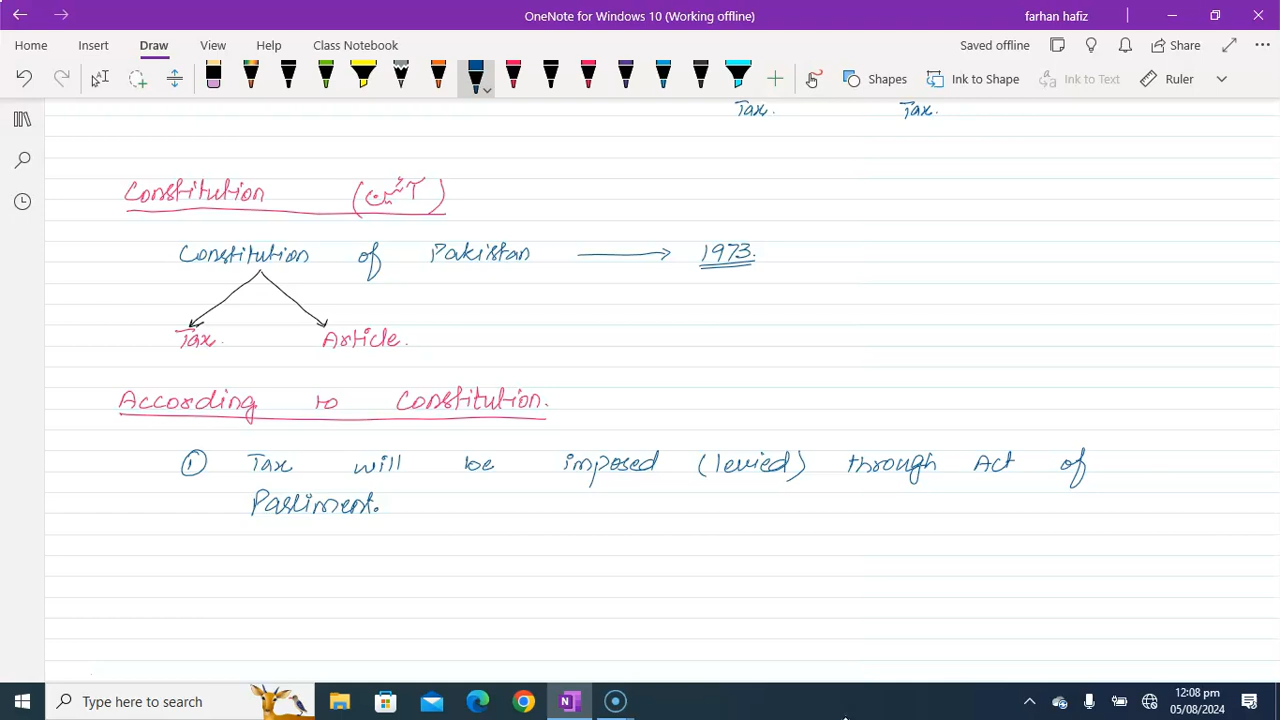 OneNote for Windows 10 (Working offline)
farhan hafiz
Home Insert Draw View Help Class Notebook
Saved offline Share
Shapes Ink to Shape Ink to Text Ruler
Tax. Tax.
Constitution (آئین)
Constitution of Pakistan 1973.
Tax. Article.
According to Constitution.
① Tax will be imposed (levied) through Act of
Parliment.
Type here to search
12:08 pm
05/08/2024